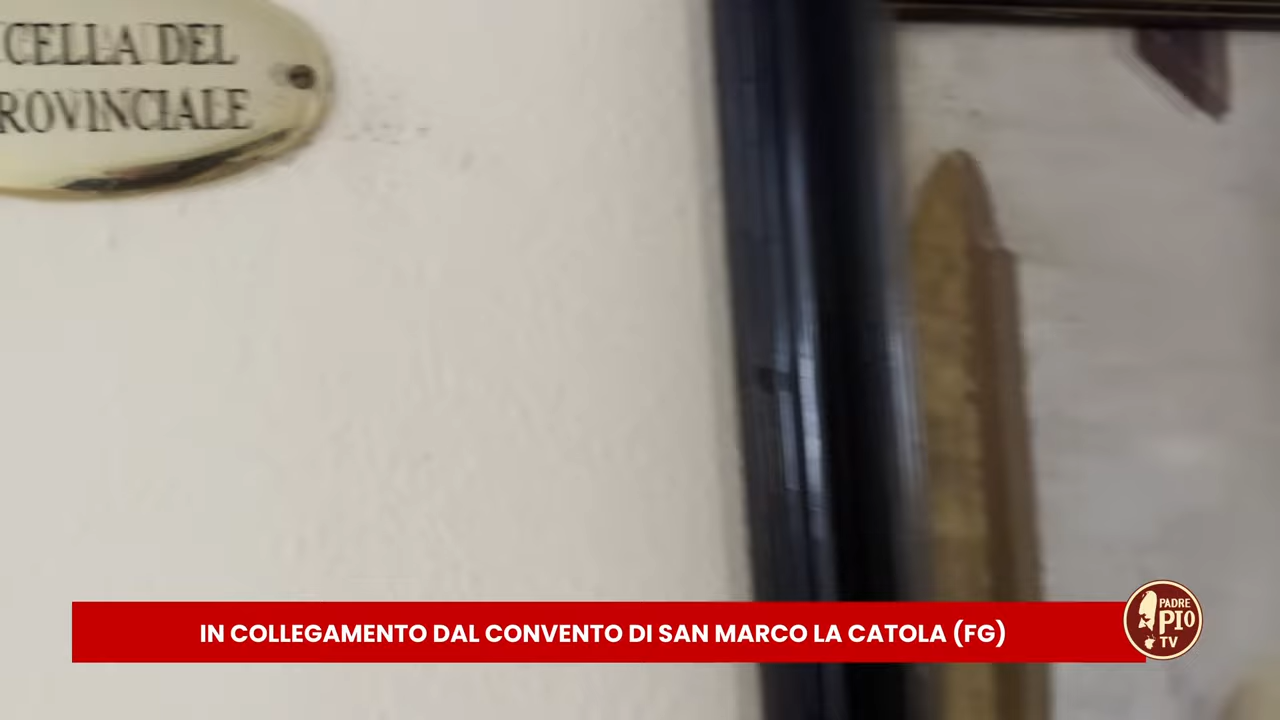 CELLA DEL
ROVINCIALE
IN COLLEGAMENTO DAL CONVENTO DI SAN MARCO LA CATOLA (FG)
PADRE
PIO
TV